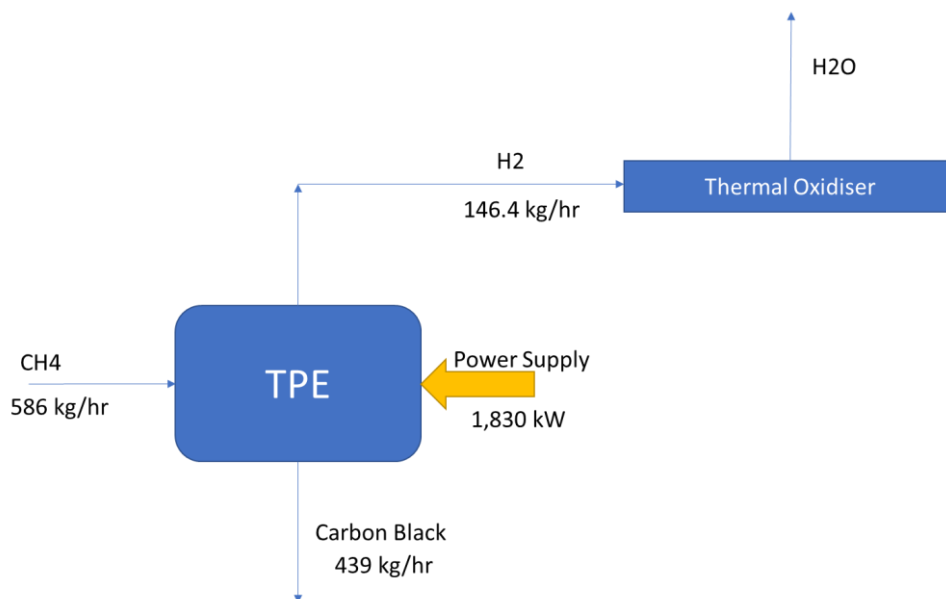 H2O
H2
Thermal Oxidiser
146.4 kg/hr
CH4
586 kg/hr
TPE
Power Supply
1,830 kW
Carbon Black
439 kg/hr